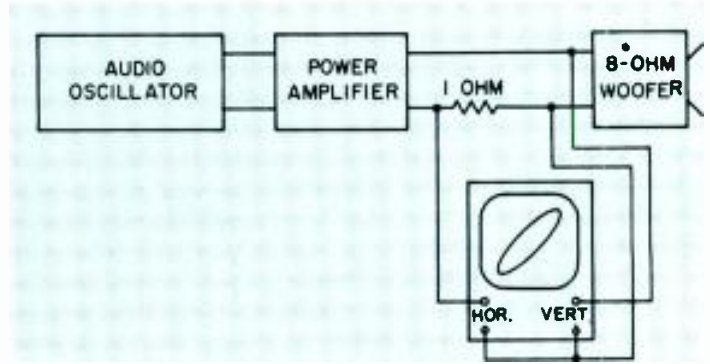 AUDIO
OSCILLATOR
POWER
AMPLIFIER
1 OHM
8-OHM
WOOFER
HOR.
VERT